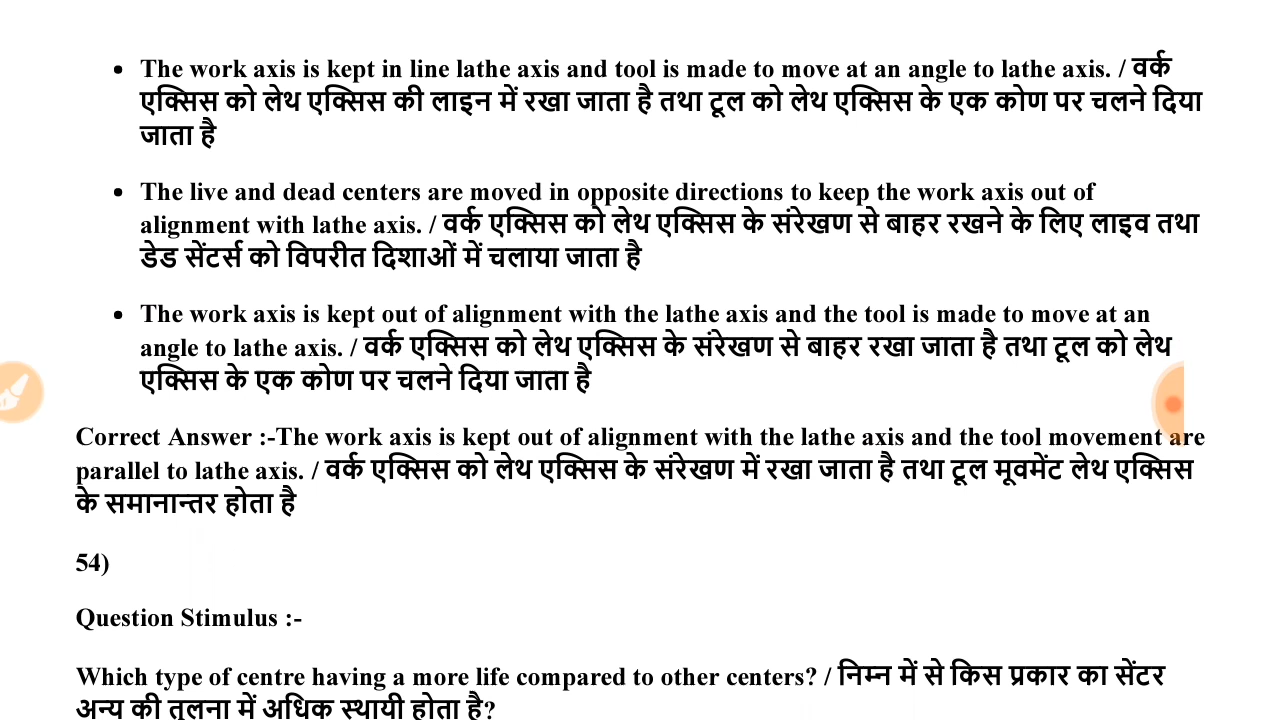 • The work axis is kept in line lathe axis and tool is made to move at an angle to lathe axis. / वर्क
एक्सिस को लेथ एक्सिस की लाइन में रखा जाता है तथा टूल को लेथ एक्सिस के एक कोण पर चलने दिया
जाता है
• The live and dead centers are moved in opposite directions to keep the work axis out of
alignment with lathe axis. / वर्क एक्सिस को लेथ एक्सिस के संरेखण से बाहर रखने के लिए लाइव तथा
डेड सेंटर्स को विपरीत दिशाओं में चलाया जाता है
• The work axis is kept out of alignment with the lathe axis and the tool is made to move at an
angle to lathe axis. / वर्क एक्सिस को लेथ एक्सिस के संरेखण से बाहर रखा जाता है तथा टूल को लेथ
एक्सिस के एक कोण पर चलने दिया जाता है
Correct Answer :-The work axis is kept out of alignment with the lathe axis and the tool movement are
parallel to lathe axis. / वर्क एक्सिस को लेथ एक्सिस के संरेखण में रखा जाता है तथा टूल मूवमेंट लेथ एक्सिस
के समानान्तर होता है
54)
Question Stimulus :-
Which type of centre having a more life compared to other centers? / निम्न में से किस प्रकार का सेंटर
अन्य की तुलना में अधिक स्थायी होता है?